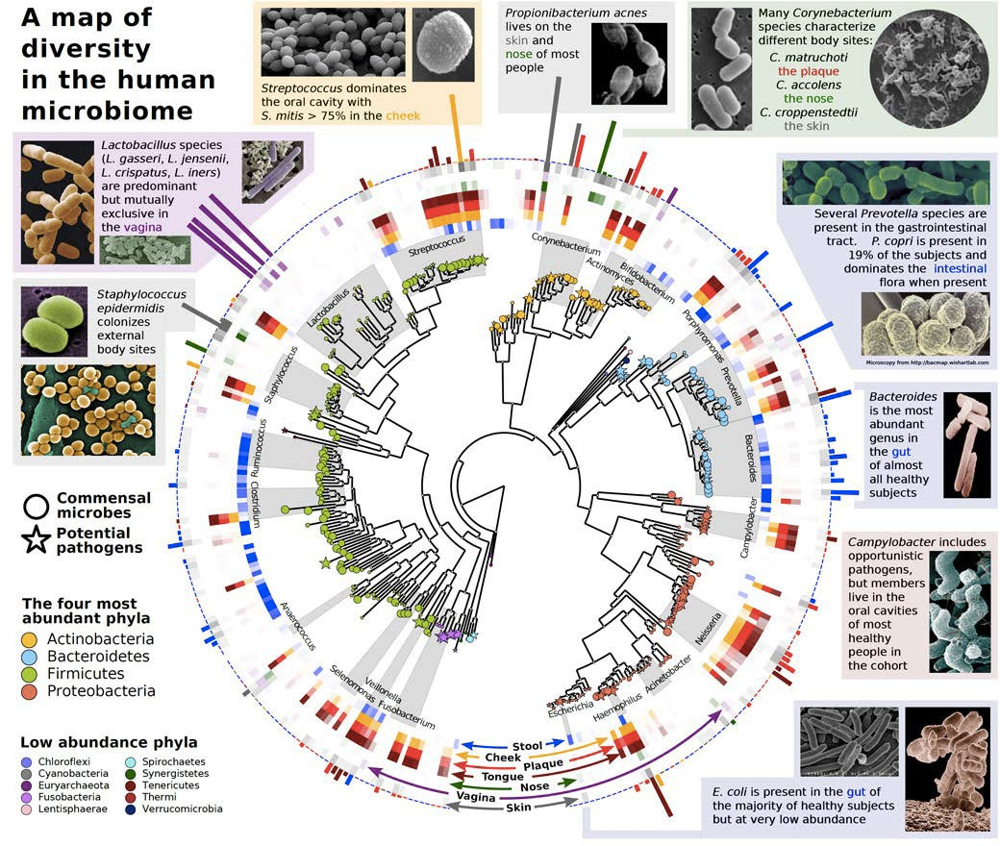 A map of
diversity
in the human
microbiome
Streptococcus dominates
the oral cavity with
S. mitis > 75% in the cheek
Propionibacterium acnes
lives on the
skin and
nose of most
people
Many Corynebacterium
species characterize
different body sites:
C. matruchoti
the plaque
C. accolens
the nose
C. croppenstedtii
the skin
Lactobacillus species
(L. gasseri, L. jensenii,
L. crispatus, L. iners)
are predominant
but mutually
exclusive in
the vagina
Several Prevotella species are
present in the gastrointestinal
tract. P. copri is present in
19% of the subjects and
dominates the intestinal
flora when present
Microscopy from http://bacmap.wishartlab.com
Staphylococcus
epidermidis
colonizes
external
body sites
Bacteroides
is the most
abundant
genus in
the gut
of almost
all healthy
subjects
Commensal
microbes
Potential
pathogens
Campylobacter includes
opportunistic
pathogens,
but members
live in the
oral cavities
of most
healthy
people in
the cohort
The four most
abundant phyla
Actinobacteria
Bacteroidetes
Firmicutes
Proteobacteria
Low abundance phyla
Chloroflexi
Cyanobacteria
Euryarchaeota
Fusobacteria
Lentisphaerae
Spirochaetes
Synergistetes
Tenericutes
Thermi
Verrucomicrobia
E. coli is present in the gut of
the majority of healthy subjects
but at very low abundance
Streptococcus
Corynebacterium
Actinomyces
Bifidobacterium
Porphyromonas
Prevotella
Bacteroides
Campylobacter
Neisseria
Acinetobacter
Haemophilus
Escherichia
Fusobacterium
Veillonella
Selenomonas
Anaerococcus
Clostridium
Ruminococcus
Staphylococcus
Lactobacillus
Stool
Cheek
Plaque
Tongue
Nose
Vagina
Skin